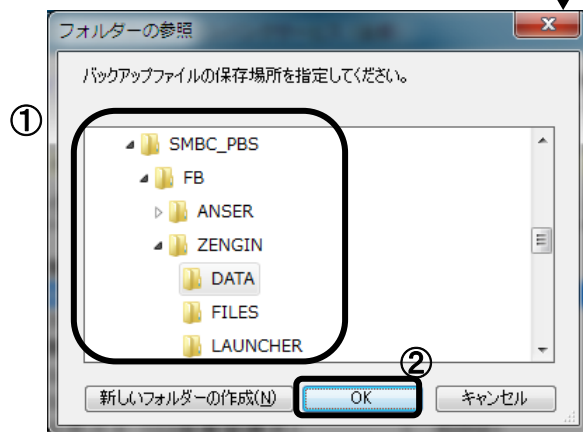 フォルダーの参照
バックアップファイルの保存場所を指定してください。
①
SMBC_PBS
FB
ANSER
ZENGIN
DATA
FILES
LAUNCHER
②
新しいフォルダーの作成(N) OK キャンセル